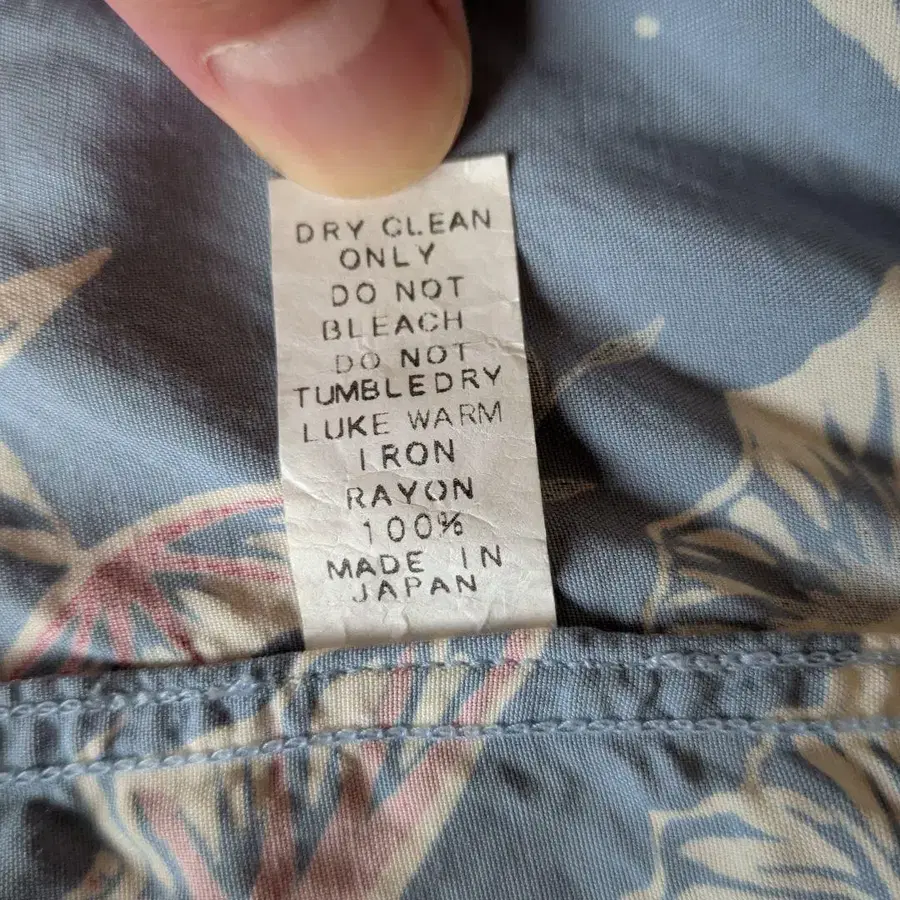 DRY CLEAN
ONLY
DO NOT
BLEACH
DO NOT
TUMBLEDRY
LUKE WARM
IRON
RAYON
100%
MADE IN
JAPAN